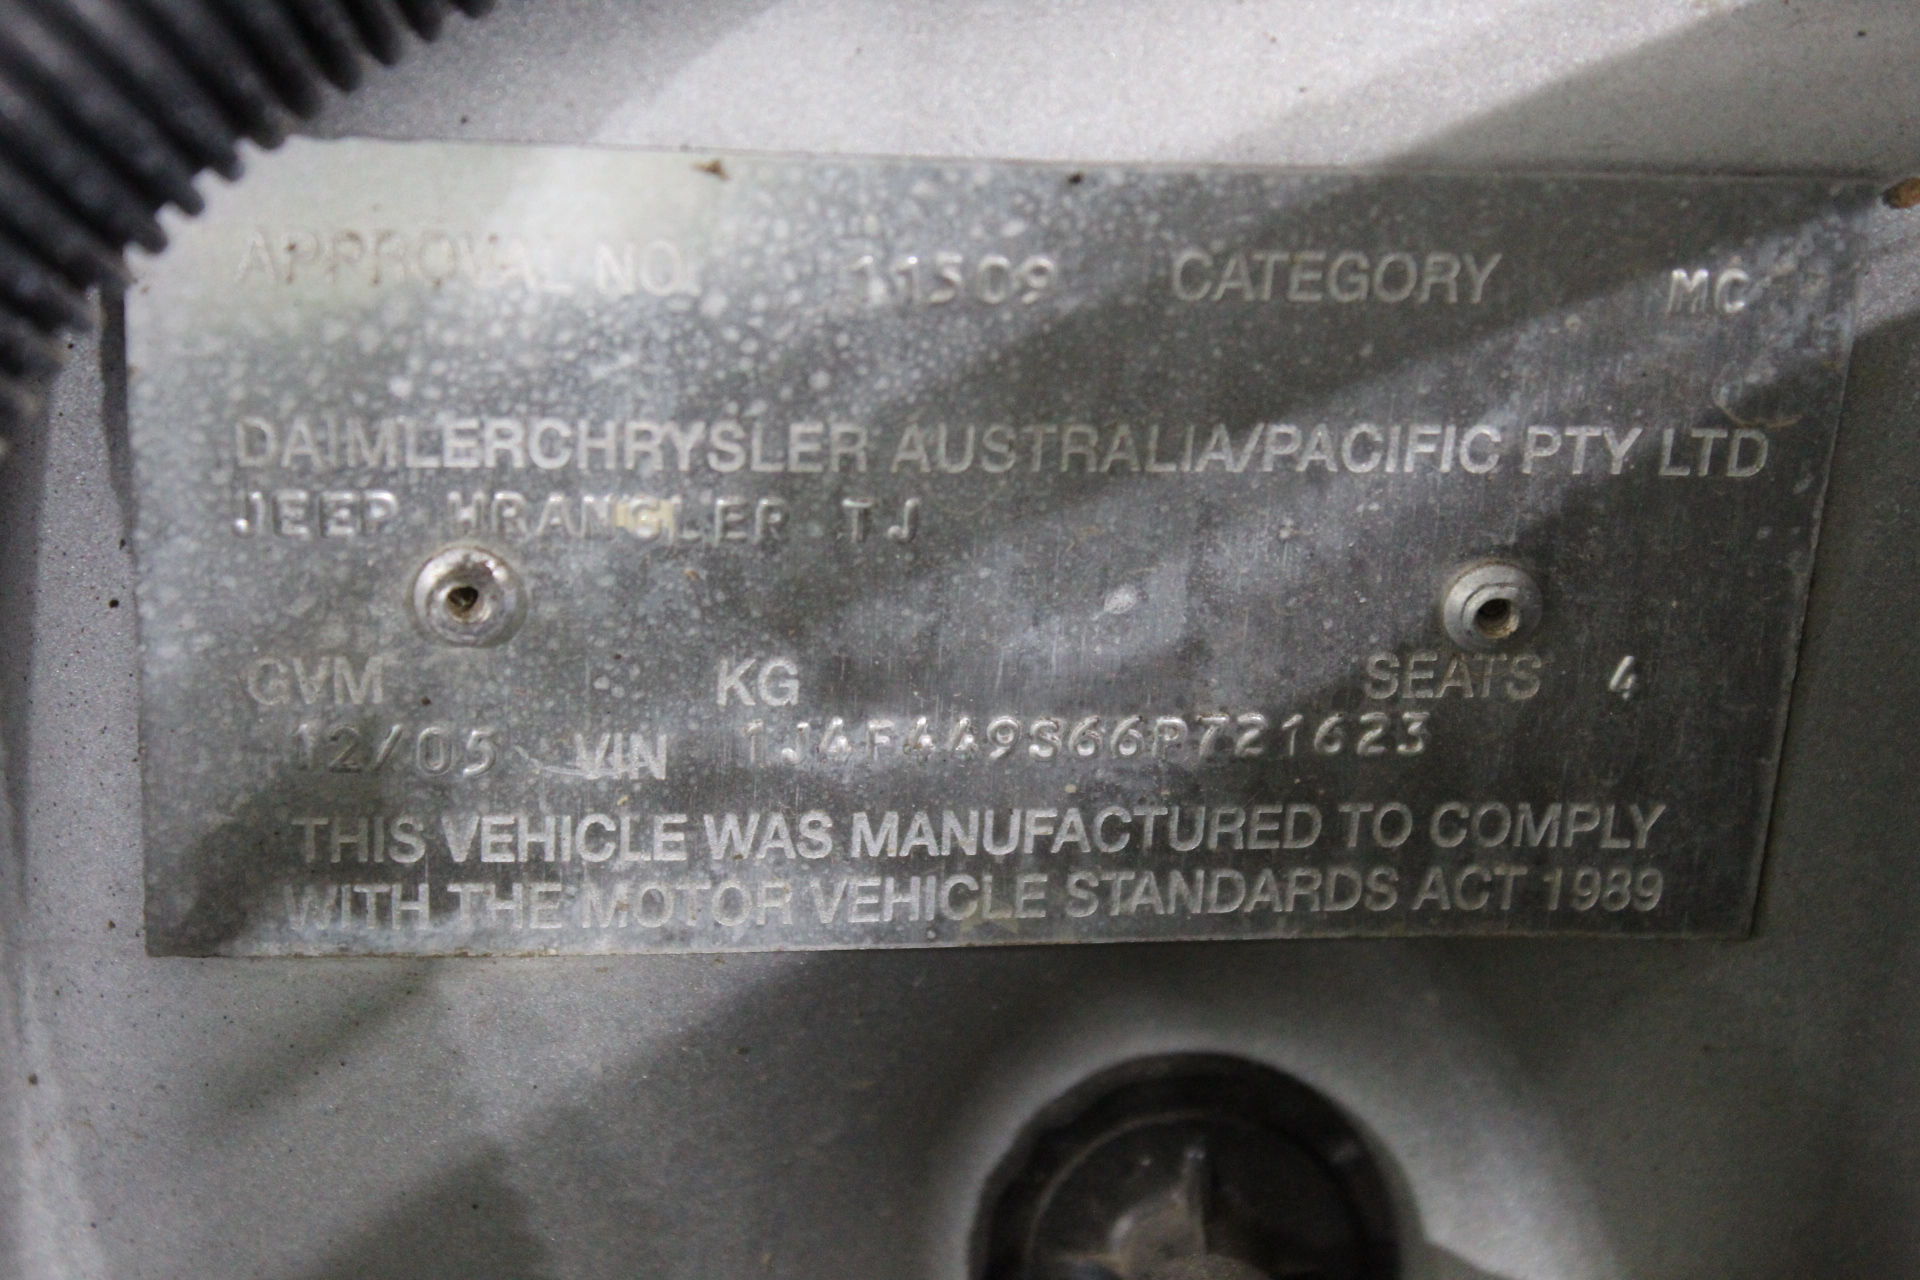 APPROVAL NO. 11509 CATEGORY MC
DAIMLERCHRYSLER AUSTRALIA/PACIFIC PTY LTD
JEEP WRANGLER TJ
GVM KG SEATS 4
12/05 VIN 1J4F449S66P721623
THIS VEHICLE WAS MANUFACTURED TO COMPLY
WITH THE MOTOR VEHICLE STANDARDS ACT 1989